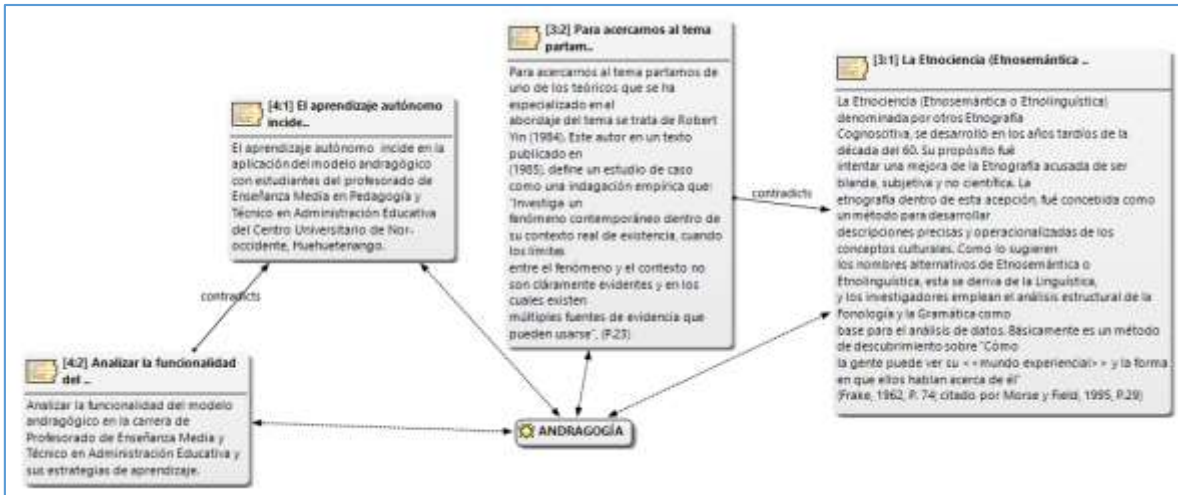 [3:2] Para acercarnos al tema
partam..
Para acercarnos al tema partamos de
uno de los teóricos que se ha
especializado en el
abordaje del tema se trata de Robert
Yin (1984). Este autor en un texto
publicado en
(1985), define un estudio de caso
como una indagación empírica que:
"Investiga un
fenómeno contemporáneo dentro de
su contexto real de existencia, cuando
los límites
entre el fenómeno y el contexto no
son cláramente evidentes y en los
cuales existen
múltiples fuentes de evidencia que
pueden usarse". (P.23)
[3:1] La Etnociencia (Etnosemántica ..
La Etnociencia (Etnosemántica o Etnolinguística)
denominada por otros Etnografía
Cognoscitiva, se desarrolló en los años tardíos de la
década del 60. Su propósito fué
intentar una mejora de la Etnografía acusada de ser
blanda, subjetiva y no científica. La
etnografía dentro de esta acepción, fué concebida como
un método para desarrollar
descripciones precisas y operacionalizadas de los
conceptos culturales. Como lo sugieren
los nombres alternativos de Etnosemántica o
Etnolinguística, esta se deriva de la Linguística,
y los investigadores emplean el análisis estructural de la
Fonología y la Gramática como
base para el análisis de datos. Básicamente es un método
de descubrimiento sobre "Cómo
la gente puede ver su <<mundo experiencial>> y la forma
en que ellos hablan acerca de él"
(Frake, 1962, P. 74; citado por Morse y Field, 1995, P.29)
[4:1] El aprendizaje autónomo
incide..
El aprendizaje autónomo incide en la
aplicación del modelo andragógico
con estudiantes del profesorado de
Enseñanza Media en Pedagogía y
Técnico en Administración Educativa
del Centro Universitario de Nor-
occidente, Huehuetenango.
contradicts
contradicts
[4:2] Analizar la funcionalidad
del ..
Analizar la funcionalidad del modelo
andragógico en la carrera de
Profesorado de Enseñanza Media y
Técnico en Administración Educativa y
sus estrategias de aprendizaje.
ANDRAGOGÍA